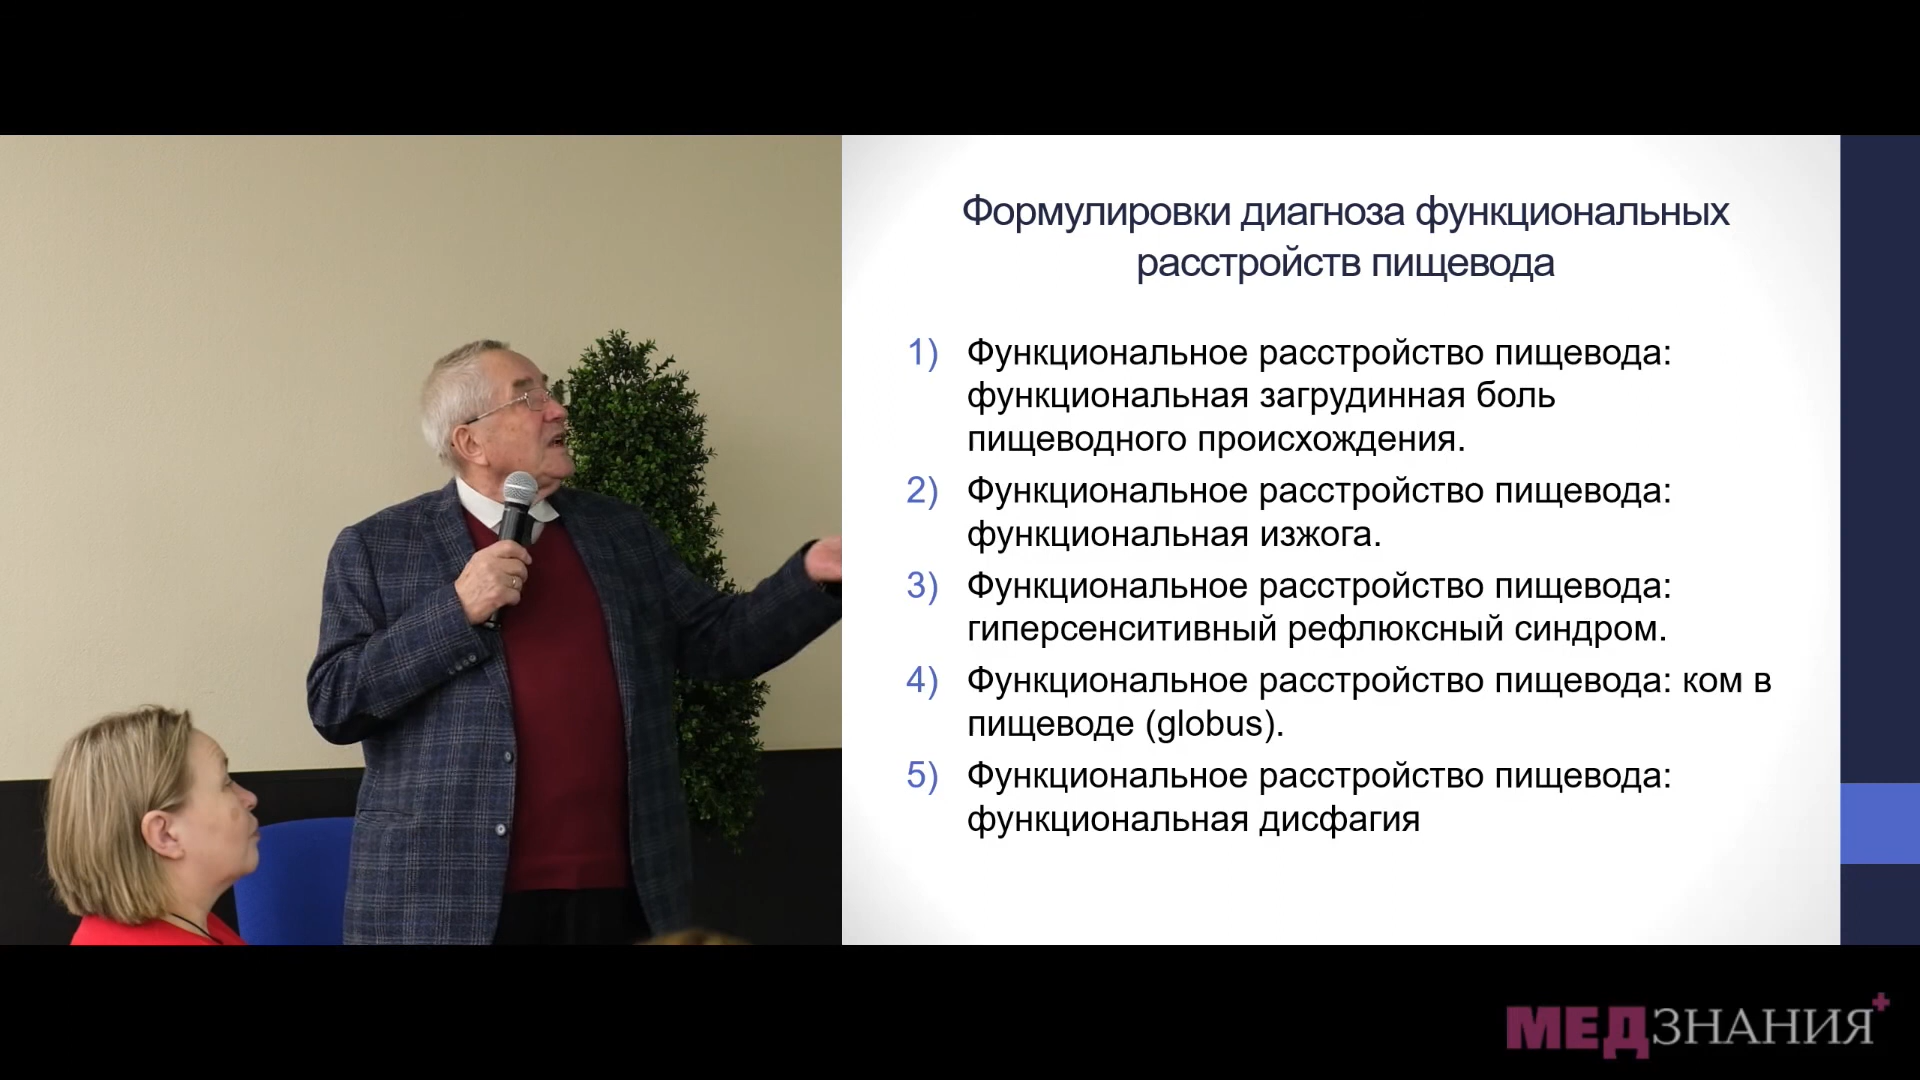 Формулировки диагноза функциональных
расстройств пищевода
1) Функциональное расстройство пищевода:
функциональная загрудинная боль
пищеводного происхождения.
2) Функциональное расстройство пищевода:
функциональная изжога.
3) Функциональное расстройство пищевода:
гиперсенситивный рефлюксный синдром.
4) Функциональное расстройство пищевода: ком в
пищеводе (globus).
5) Функциональное расстройство пищевода:
функциональная дисфагия
МЕДЗНАНИЯ+